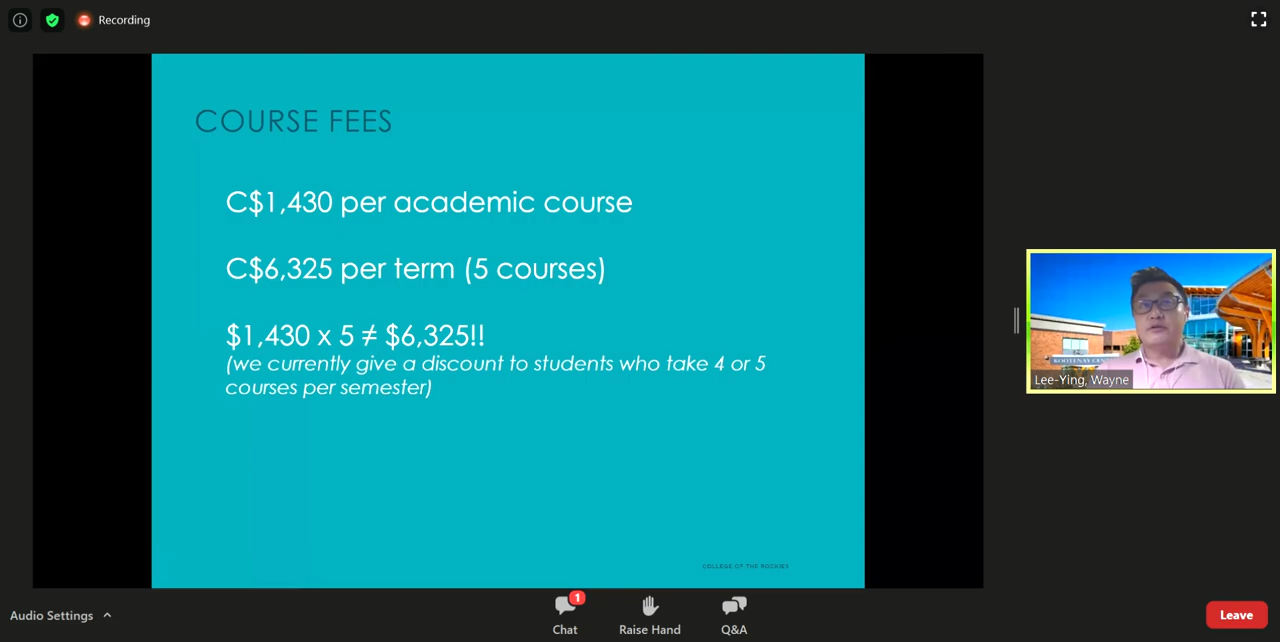 Recording
COURSE FEES
C$1,430 per academic course
C$6,325 per term (5 courses)
$1,430 x 5 ≠ $6,325!!
(we currently give a discount to students who take 4 or 5
courses per semester)
COLLEGE OF THE ROCKIES
KOOTENAY
Lee-Ying, Wayne
Audio Settings
1
Chat
Raise Hand
Q&A
Leave